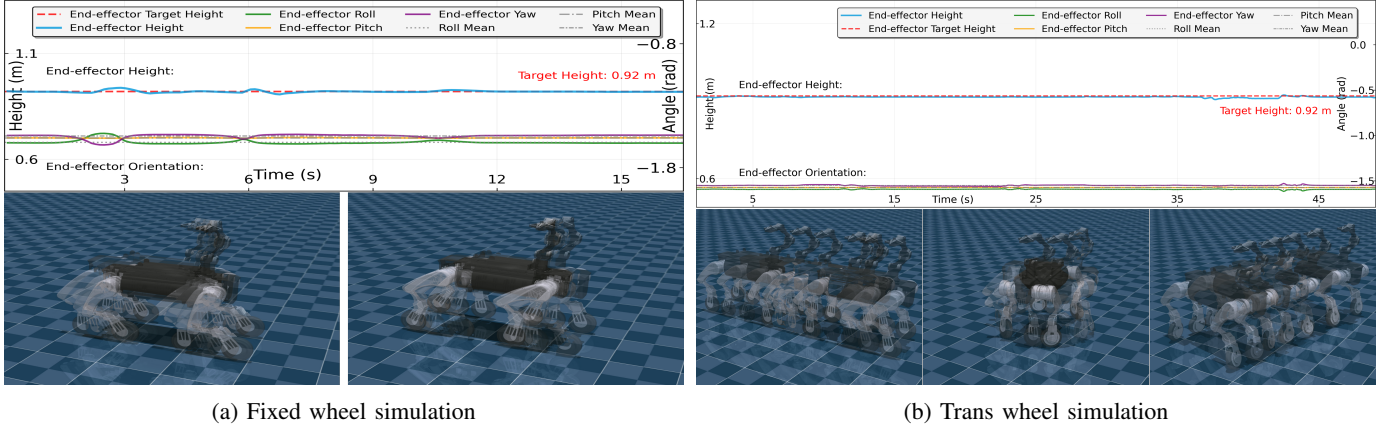 End-effector Target Height End-effector Roll End-effector Yaw Pitch Mean
End-effector Height End-effector Pitch Roll Mean Yaw Mean
−0.8
1.1
End-effector Height:
Target Height: 0.92 m
Height (m)
Angle (rad)
0.6
End-effector Orientation:
−1.8
3 6 9 12 15
Time (s)
(a) Fixed wheel simulation
1.2
End-effector Height End-effector Roll End-effector Yaw Pitch Mean
End-effector Target Height End-effector Pitch Roll Mean Yaw Mean
0.0
End-effector Height:
−0.5
Target Height: 0.92 m
Height (m)
Angle (rad)
−1.0
End-effector Orientation:
0.6
−1.5
5 15 25 35 45
Time (s)
(b) Trans wheel simulation